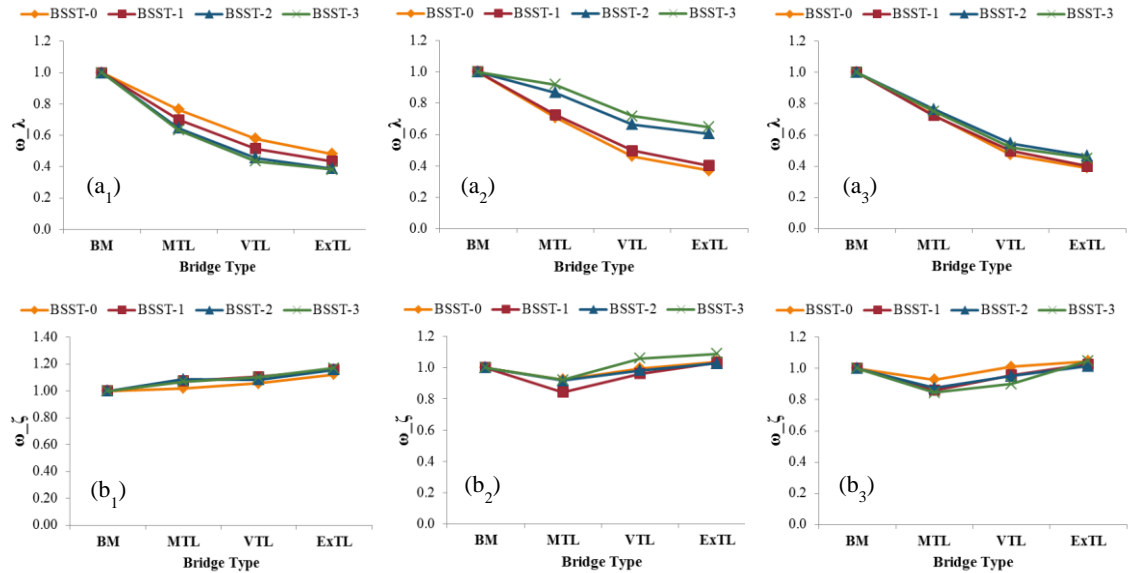 BSST-0 BSST-1 BSST-2 BSST-3
1.2
1.0
0.8
0.6
0.4
0.2
0.0
ω_λ
(a1)
BM MTL VTL ExTL
Bridge Type
BSST-0 BSST-1 BSST-2 BSST-3
1.2
1.0
0.8
0.6
0.4
0.2
0.0
ω_λ
(a2)
BM MTL VTL ExTL
Bridge Type
BSST-0 BSST-1 BSST-2 BSST-3
1.2
1.0
0.8
0.6
0.4
0.2
0.0
ω_λ
(a3)
BM MTL VTL ExTL
Bridge Type
BSST-0 BSST-1 BSST-2 BSST-3
1.40
1.20
1.00
0.80
0.60
0.40
0.20
0.00
ω_ζ
(b1)
BM MTL VTL ExTL
Bridge Type
BSST-0 BSST-1 BSST-2 BSST-3
1.2
1.0
0.8
0.6
0.4
0.2
0.0
ω_ζ
(b2)
BM MTL VTL ExTL
Bridge Type
BSST-0 BSST-1 BSST-2 BSST-3
1.2
1.0
0.8
0.6
0.4
0.2
0.0
ω_ζ
(b3)
BM MTL VTL ExTL
Bridge Type